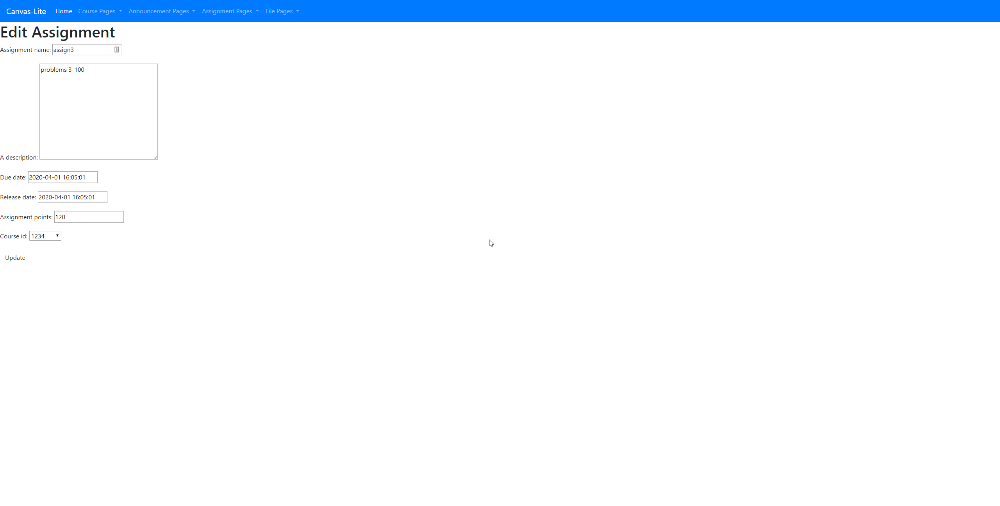 Canvas-Lite Home Course Pages Announcement Pages Assignment Pages File Pages
Edit Assignment
Assignment name: assign3
problems 3-100
A description:
Due date: 2020-04-01 16:05:01
Release date: 2020-04-01 16:05:01
Assignment points: 120
Course id: 1234
Update